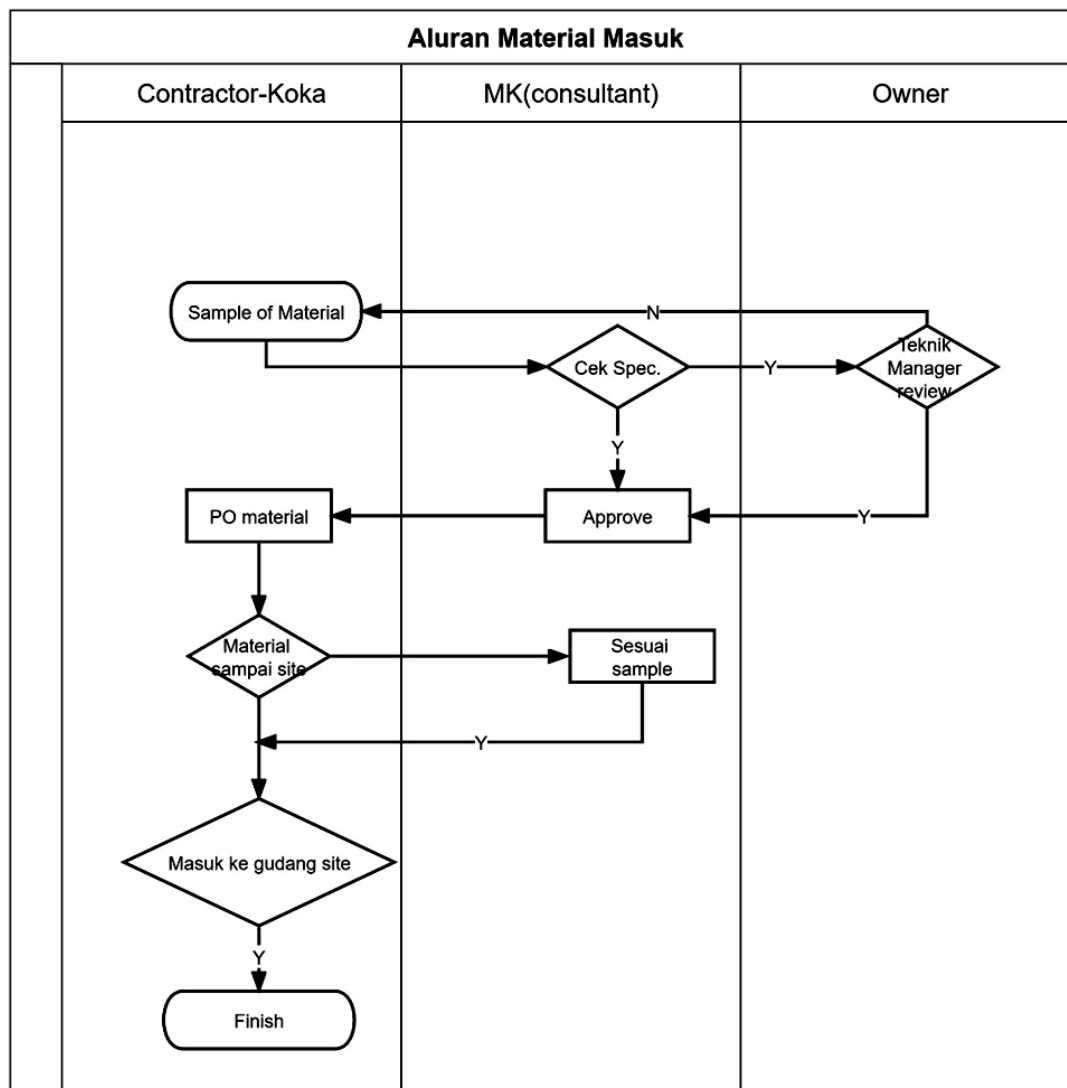 Aluran Material Masuk
Contractor-Koka
MK(consultant)
Owner
Sample of Material
N
Cek Spec.
Y
Teknik
Manager
review
Y
PO material
Approve
Y
Material
sampai site
Sesuai
sample
Y
Masuk ke gudang site
Y
Finish